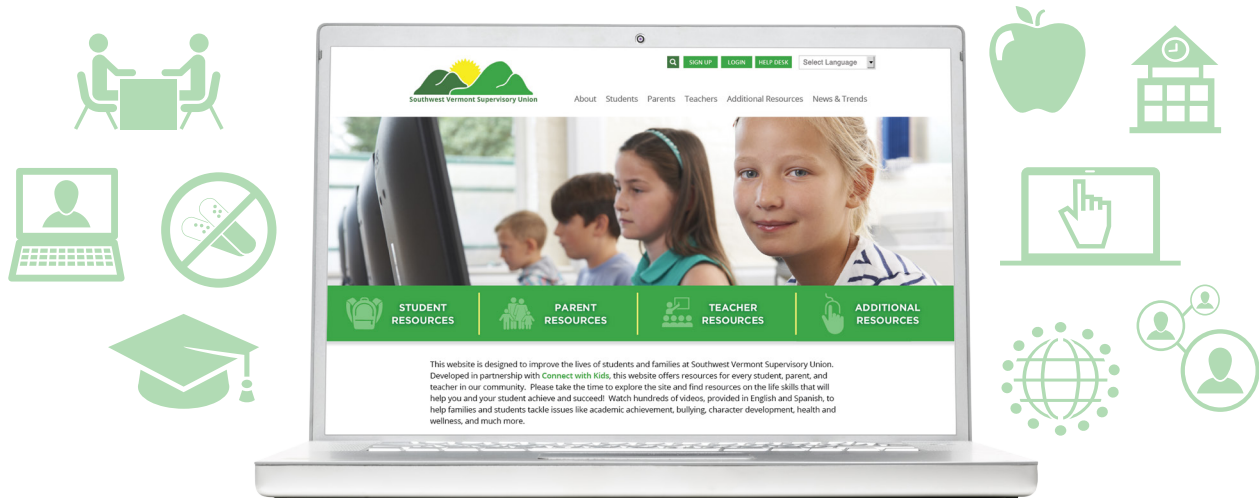 SIGN UP
LOGIN
HELP DESK
Select Language
Southwest Vermont Supervisory Union
About
Students
Parents
Teachers
Additional Resources
News & Trends
STUDENT
RESOURCES
PARENT
RESOURCES
TEACHER
RESOURCES
ADDITIONAL
RESOURCES
This website is designed to improve the lives of students and families at Southwest Vermont Supervisory Union.
Developed in partnership with Connect with Kids, this website offers resources for every student, parent, and
teacher in our community.  Please take the time to explore the site and find resources on the life skills that will
help you and your student achieve and succeed!  Watch hundreds of videos, provided in English and Spanish, to
help families and students tackle issues like academic achievement, bullying, character development, health and
wellness, and much more.